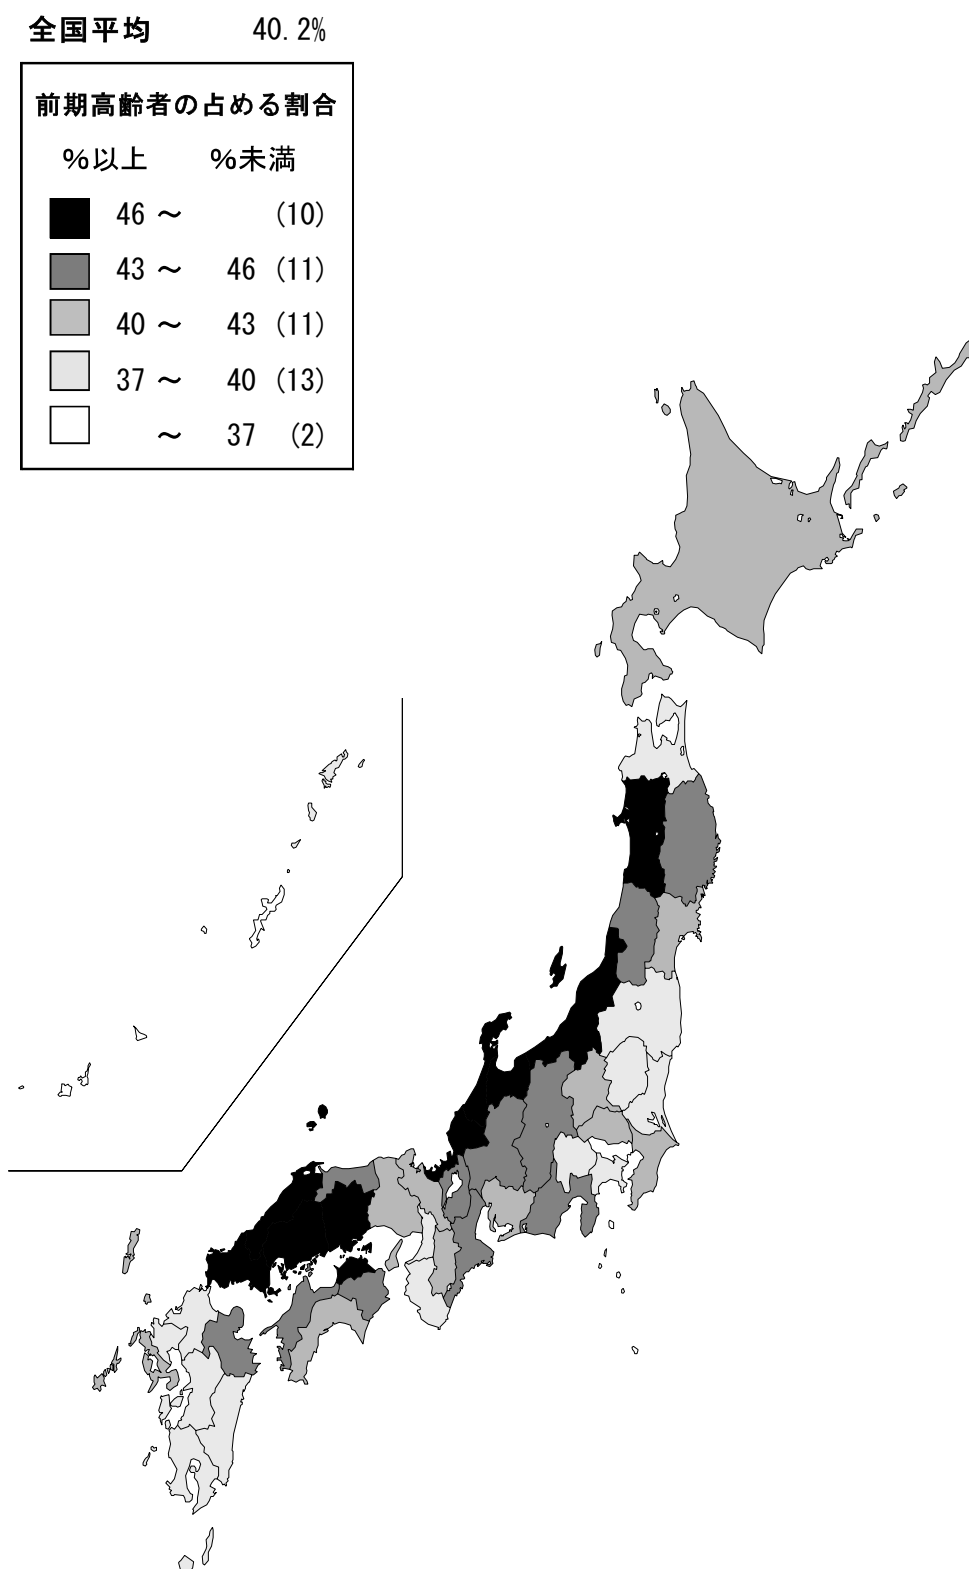 全国平均 40.2%
前期高齢者の占める割合
%以上 %未満
46 ～ (10)
43 ～ 46 (11)
40 ～ 43 (11)
37 ～ 40 (13)
～ 37 (2)